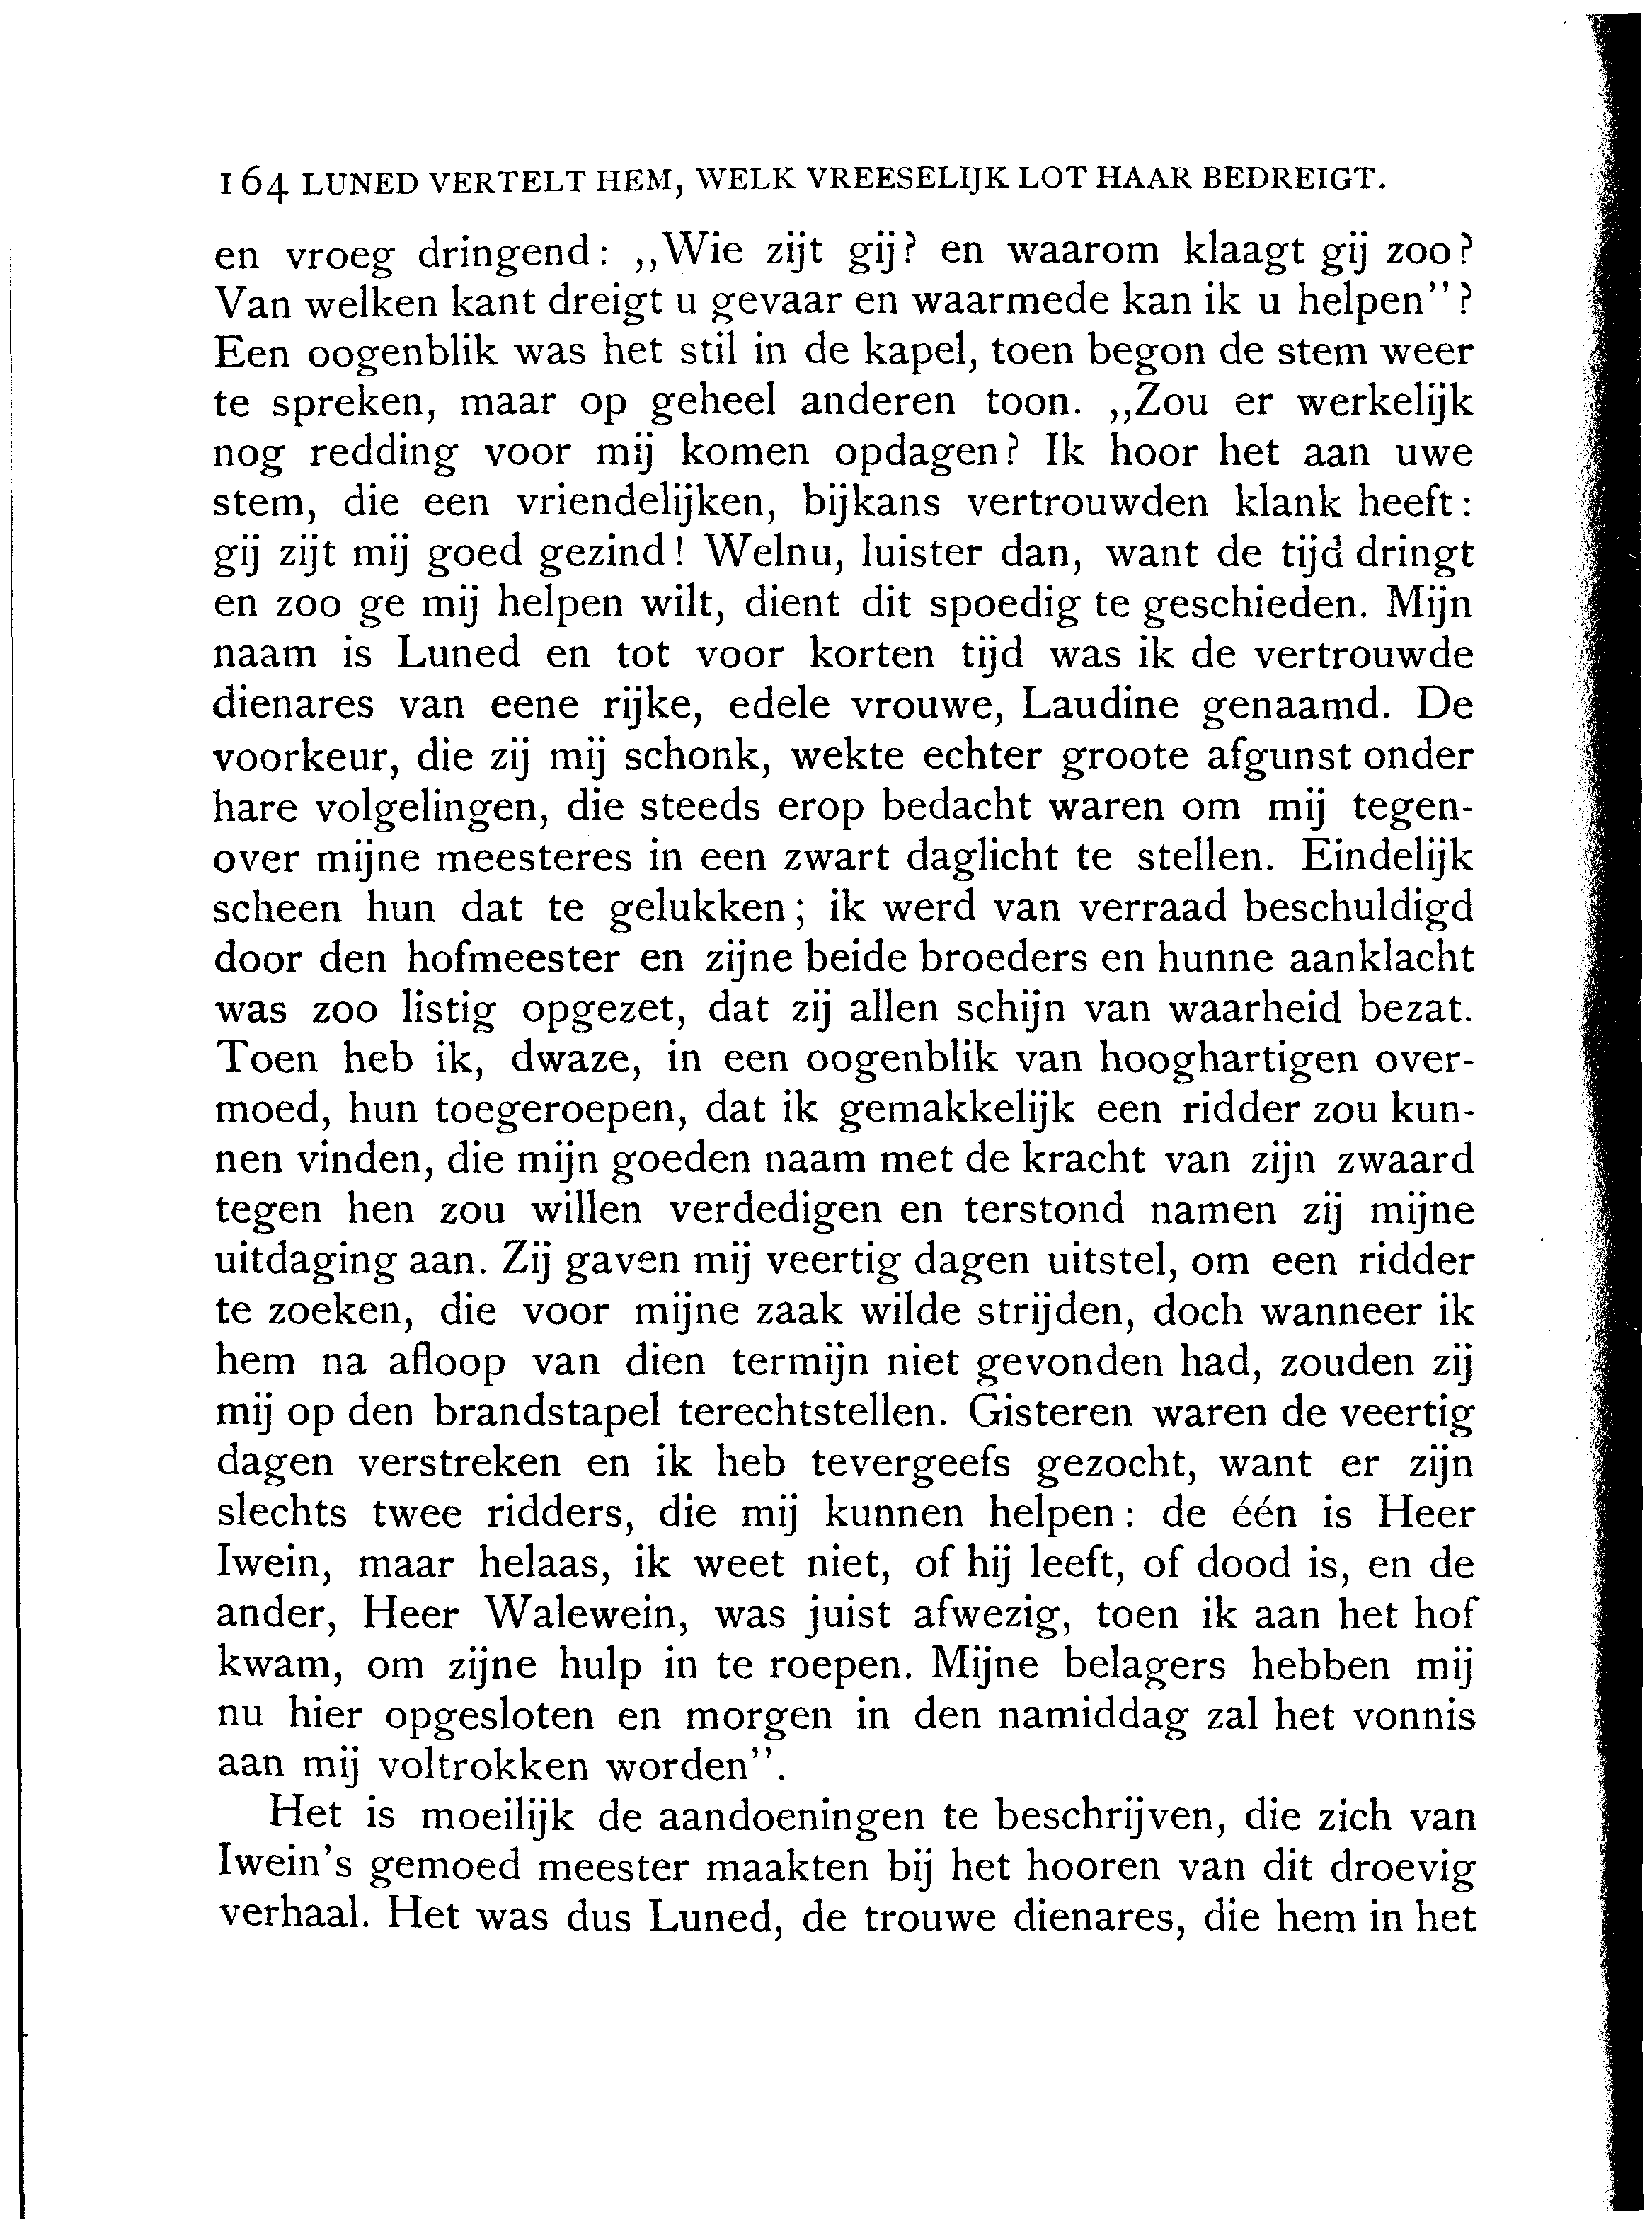 164 LUNED VERTELT HEM, WELK VREESELIJK LOT HAAR BEDREIGT.
en vroeg dringend: ,,Wie zijt gij? en waarom klaagt gij zoo?
Van welken kant dreigt u gevaar en waarmede kan ik u helpen''?
Een oogenblik was het stil in de kapel, toen begon de stem weer
te spreken, maar op geheel anderen toon. ,,Zou er werkelijk
nog redding voor mij komen opdagen? Ik hoor het aan uwe
stem, die een vriendelijken, bijkans vertrouwden klank heeft:
gij zijt mij goed gezind! Welnu, luister dan, want de tijd dringt
en zoo ge mij helpen wilt, dient dit spoedig te geschieden. Mijn
naam is Luned en tot voor korten tijd was ik de vertrouwde
dienares van eene rijke, edele vrouwe, Laudine genaamd. De
voorkeur, die zij mij schonk, wekte echter groote afgunst onder
hare volgelingen, die steeds erop bedacht waren om mij tegen-
over mijne meesteres in een zwart daglicht te stellen. Eindelijk
scheen hun dat te gelukken; ik werd van verraad beschuldigd
door den hofmeester en zijne beide broeders en hunne aanklacht
was zoo listig opgezet, dat zij allen schijn van waarheid bezat.
Toen heb ik, dwaze, in een oogenblik van hooghartigen over-
moed, hun toegeroepen, dat ik gemakkelijk een ridder zou kun-
nen vinden, die mijn goeden naam met de kracht van zijn zwaard
tegen hen zou willen verdedigen en terstond namen zij mijne
uitdaging aan. Zij gaven mij veertig dagen uitstel, om een ridder
te zoeken, die voor mijne zaak wilde strijden, doch wanneer ik
hem na afloop van dien termijn niet gevonden had, zouden zij
mij op den brandstapel terechtstellen. Gisteren waren de veertig
dagen verstreken en ik heb tevergeefs gezocht, want er zijn
slechts twee ridders, die mij kunnen helpen: de één is Heer
Iwein, maar helaas, ik weet niet, of hij leeft, of dood is, en de
ander, Heer Walewein, was juist afwezig, toen ik aan het hof
kwam, om zijne hulp in te roepen. Mijne belagers hebben mij
nu hier opgesloten en morgen in den namiddag zal het vonnis
aan mij voltrokken worden''.
Het is moeilijk de aandoeningen te beschrijven, die zich van
Iwein's gemoed meester maakten bij het hooren van dit droevig
verhaal. Het was dus Luned, de trouwe dienares, die hem in het